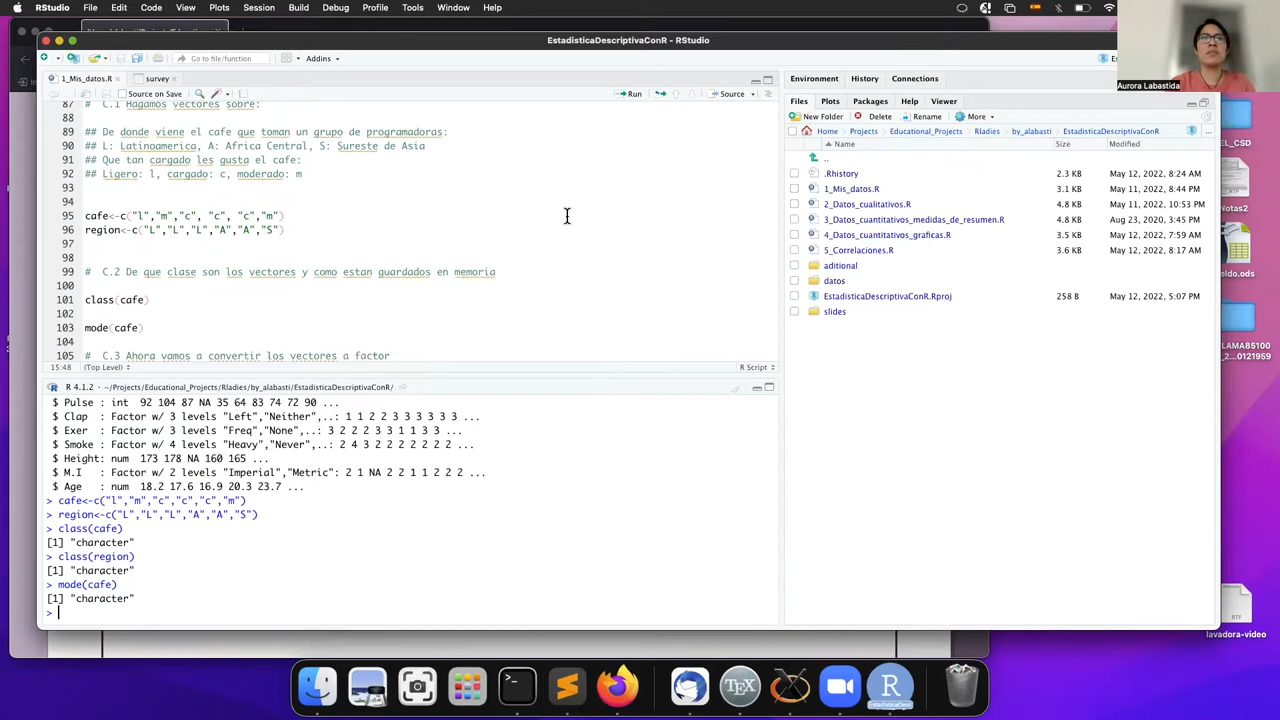 RStudio File Edit Code View Plots Session Build Debug Profile Tools Window Help
EstadisticaDescriptivaConR - RStudio
Go to file/function Addins
1_Mis_datos.R survey
Source on Save Run Source
87 # C.1 Hagamos vectores sobre:
88
89 ## De donde viene el cafe que toman un grupo de programadoras:
90 ## L: Latinoamerica, A: Africa Central, S: Sureste de Asia
91 ## Que tan cargado les gusta el cafe:
92 ## Ligero: l, cargado: c, moderado: m
93
94
95 cafe<-c("l","m","c", "c", "c","m")
96 region<-c("L","L","L","A","A","S")
97
98
99 # C.2 De que clase son los vectores y como estan guardados en memoria
100
101 class(cafe)
102
103 mode(cafe)
104
105 # C.3 Ahora vamos a convertir los vectores a factor
15:48 (Top Level) R Script
R 4.1.2 · ~/Projects/Educational_Projects/Rladies/by_alabasti/EstadisticaDescriptivaConR/
$ Pulse : int 92 104 87 NA 35 64 83 74 72 90 ...
$ Clap : Factor w/ 3 levels "Left","Neither",..: 1 1 2 2 3 3 3 3 3 3 ...
$ Exer : Factor w/ 3 levels "Freq","None",..: 3 2 2 2 3 3 1 1 3 3 ...
$ Smoke : Factor w/ 4 levels "Heavy","Never",..: 2 4 3 2 2 2 2 2 2 2 ...
$ Height: num 173 178 NA 160 165 ...
$ M.I : Factor w/ 2 levels "Imperial","Metric": 2 1 NA 2 2 1 1 2 2 2 ...
$ Age : num 18.2 17.6 16.9 20.3 23.7 ...
> cafe<-c("l","m","c","c","c","m")
> region<-c("L","L","L","A","A","S")
> class(cafe)
[1] "character"
> class(region)
[1] "character"
> mode(cafe)
[1] "character"
>
Environment History Connections
Files Plots Packages Help Viewer
New Folder Delete Rename More
Home Projects Educational_Projects Rladies by_alabasti EstadisticaDescriptivaConR
Name Size Modified
..
.Rhistory 2.3 KB May 12, 2022, 8:24 AM
1_Mis_datos.R 3.1 KB May 11, 2022, 8:44 PM
2_Datos_cualitativos.R 4.8 KB May 11, 2022, 10:53 PM
3_Datos_cuantitativos_medidas_de_resumen.R 4.8 KB Aug 23, 2020, 3:45 PM
4_Datos_cuantitativos_graficas.R 3.5 KB May 12, 2022, 7:59 AM
5_Correlaciones.R 3.6 KB May 12, 2022, 8:17 AM
aditional
datos
EstadisticaDescriptivaConR.Rproj 258 B May 12, 2022, 5:07 PM
slides
Aurora Labastida
EL_CSD
Notas2
eldo.ods
LAMA85100
_2...0121959
lavadora-video
RTF
TEX
R
EstadisticaDesc